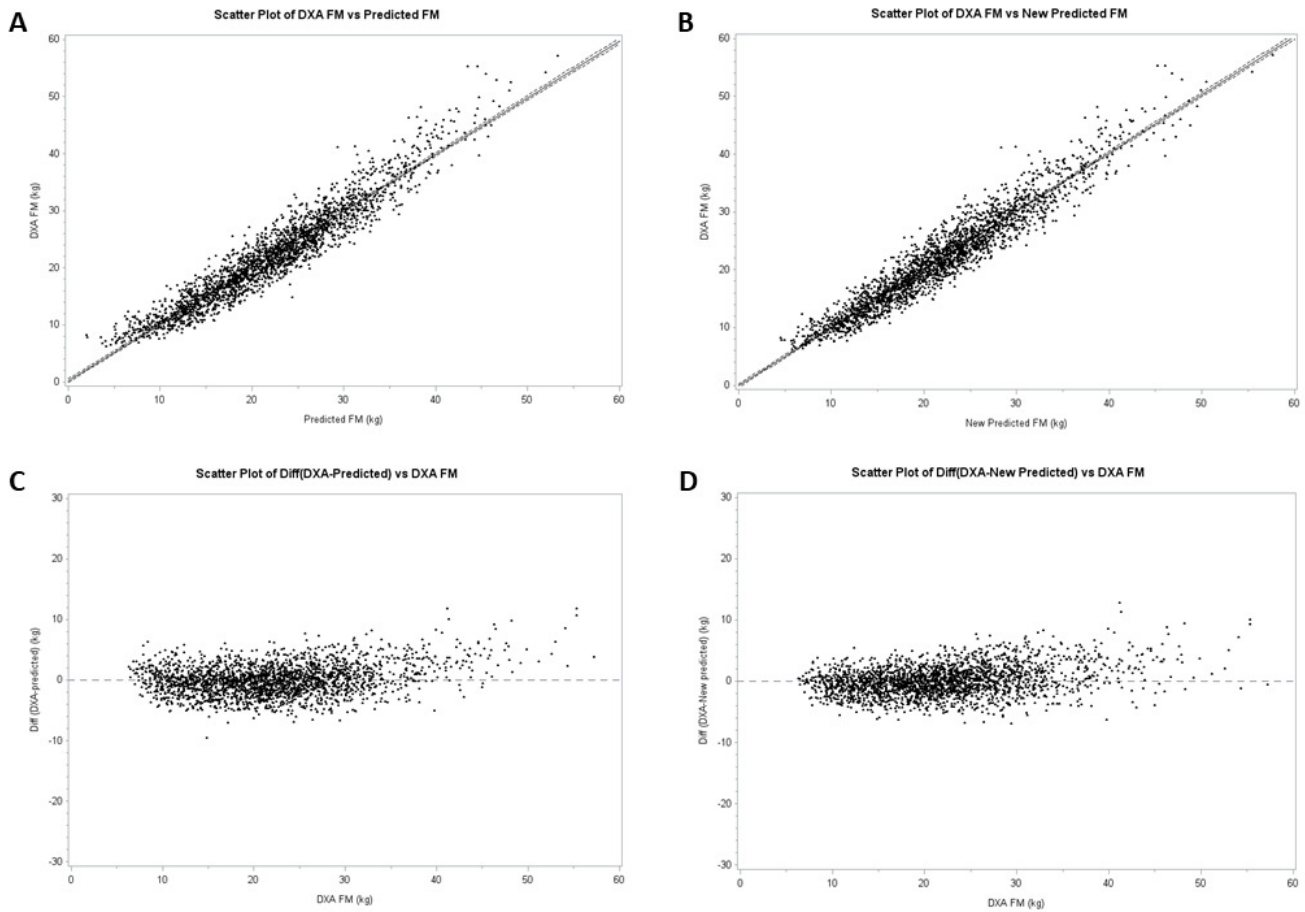 A
Scatter Plot of DXA FM vs Predicted FM
60
50
40
30
20
10
0
DXA FM (kg)
0 10 20 30 40 50 60
Predicted FM (kg)
B
Scatter Plot of DXA FM vs New Predicted FM
60
50
40
30
20
10
0
DXA FM (kg)
0 10 20 30 40 50 60
New Predicted FM (kg)
C
Scatter Plot of Diff(DXA-Predicted) vs DXA FM
30
20
10
0
-10
-20
-30
Diff (DXA-predicted) (kg)
0 10 20 30 40 50 60
DXA FM (kg)
D
Scatter Plot of Diff(DXA-New Predicted) vs DXA FM
30
20
10
0
-10
-20
-30
Diff (DXA-New predicted) (kg)
0 10 20 30 40 50 60
DXA FM (kg)